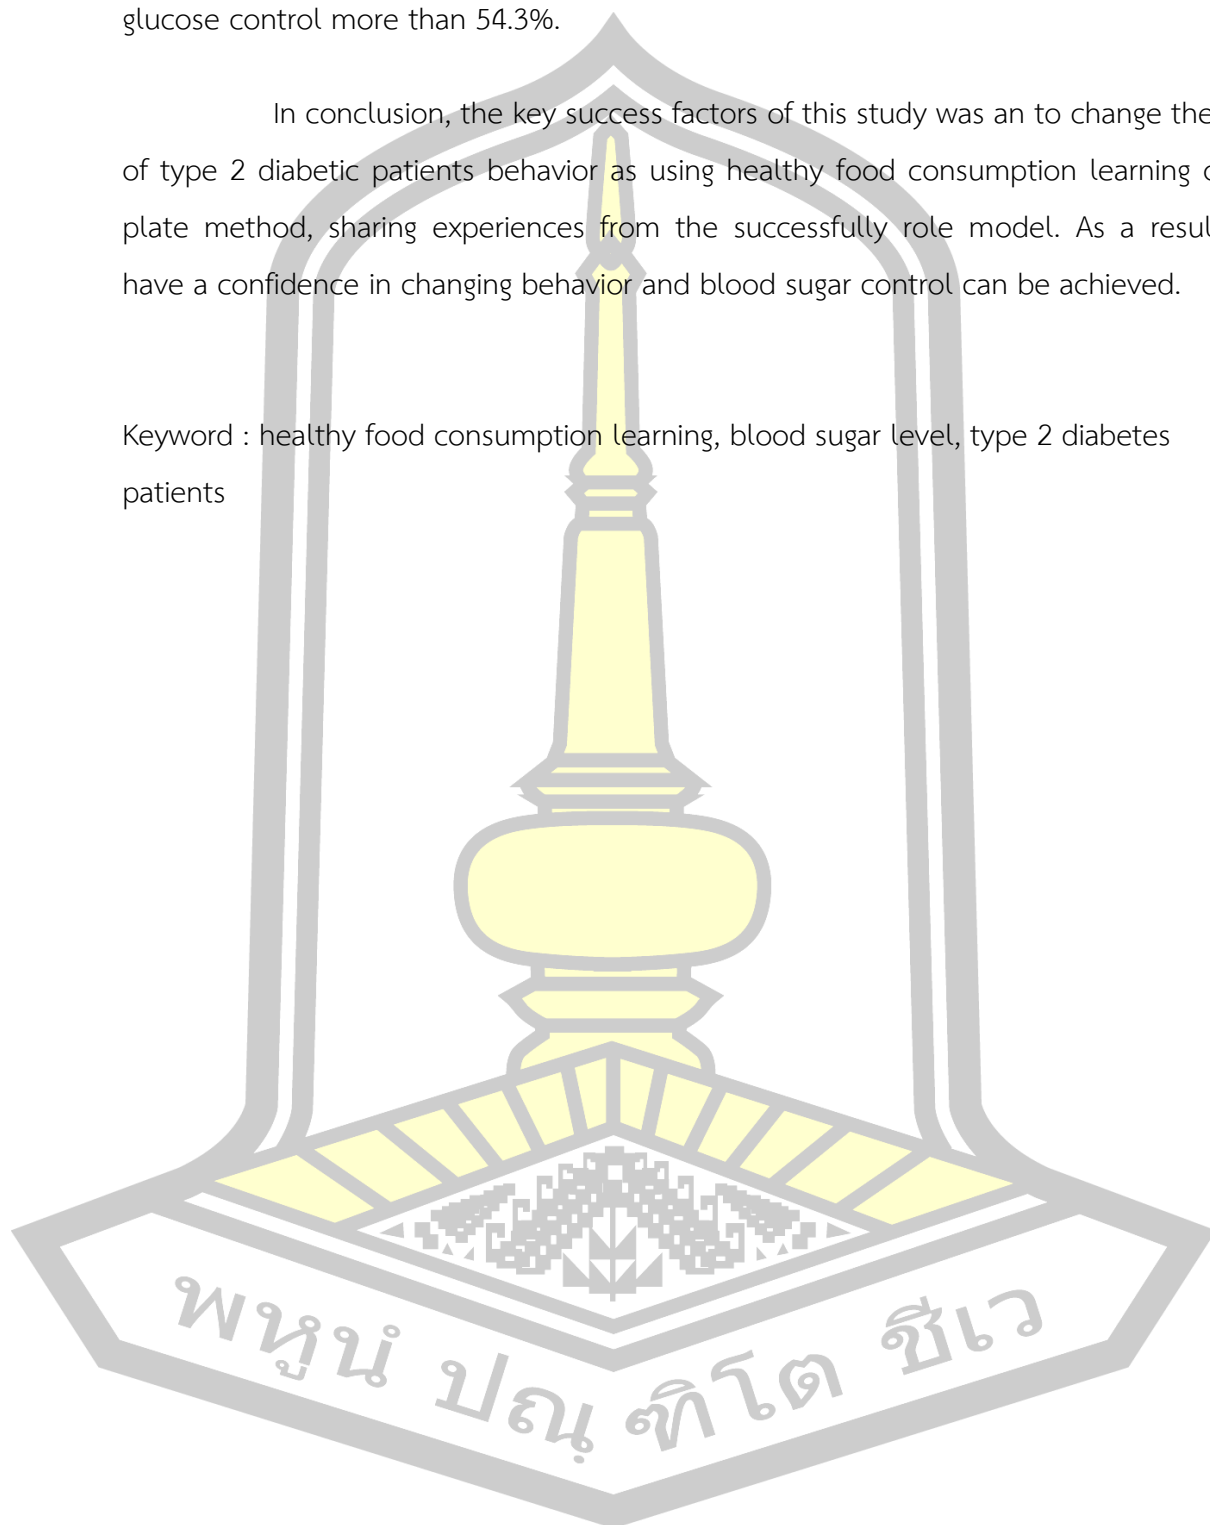 glucose control more than 54.3%.
In conclusion, the key success factors of this study was an to change the
of type 2 diabetic patients behavior as using healthy food consumption learning
plate method, sharing experiences from the successfully role model. As a
have a confidence in changing behavior and blood sugar control can be achieved.
Keyword : healthy food consumption learning, blood sugar level, type 2 diabetes
patients
พหูนํ ปณฺ ฑิโต ชีเว